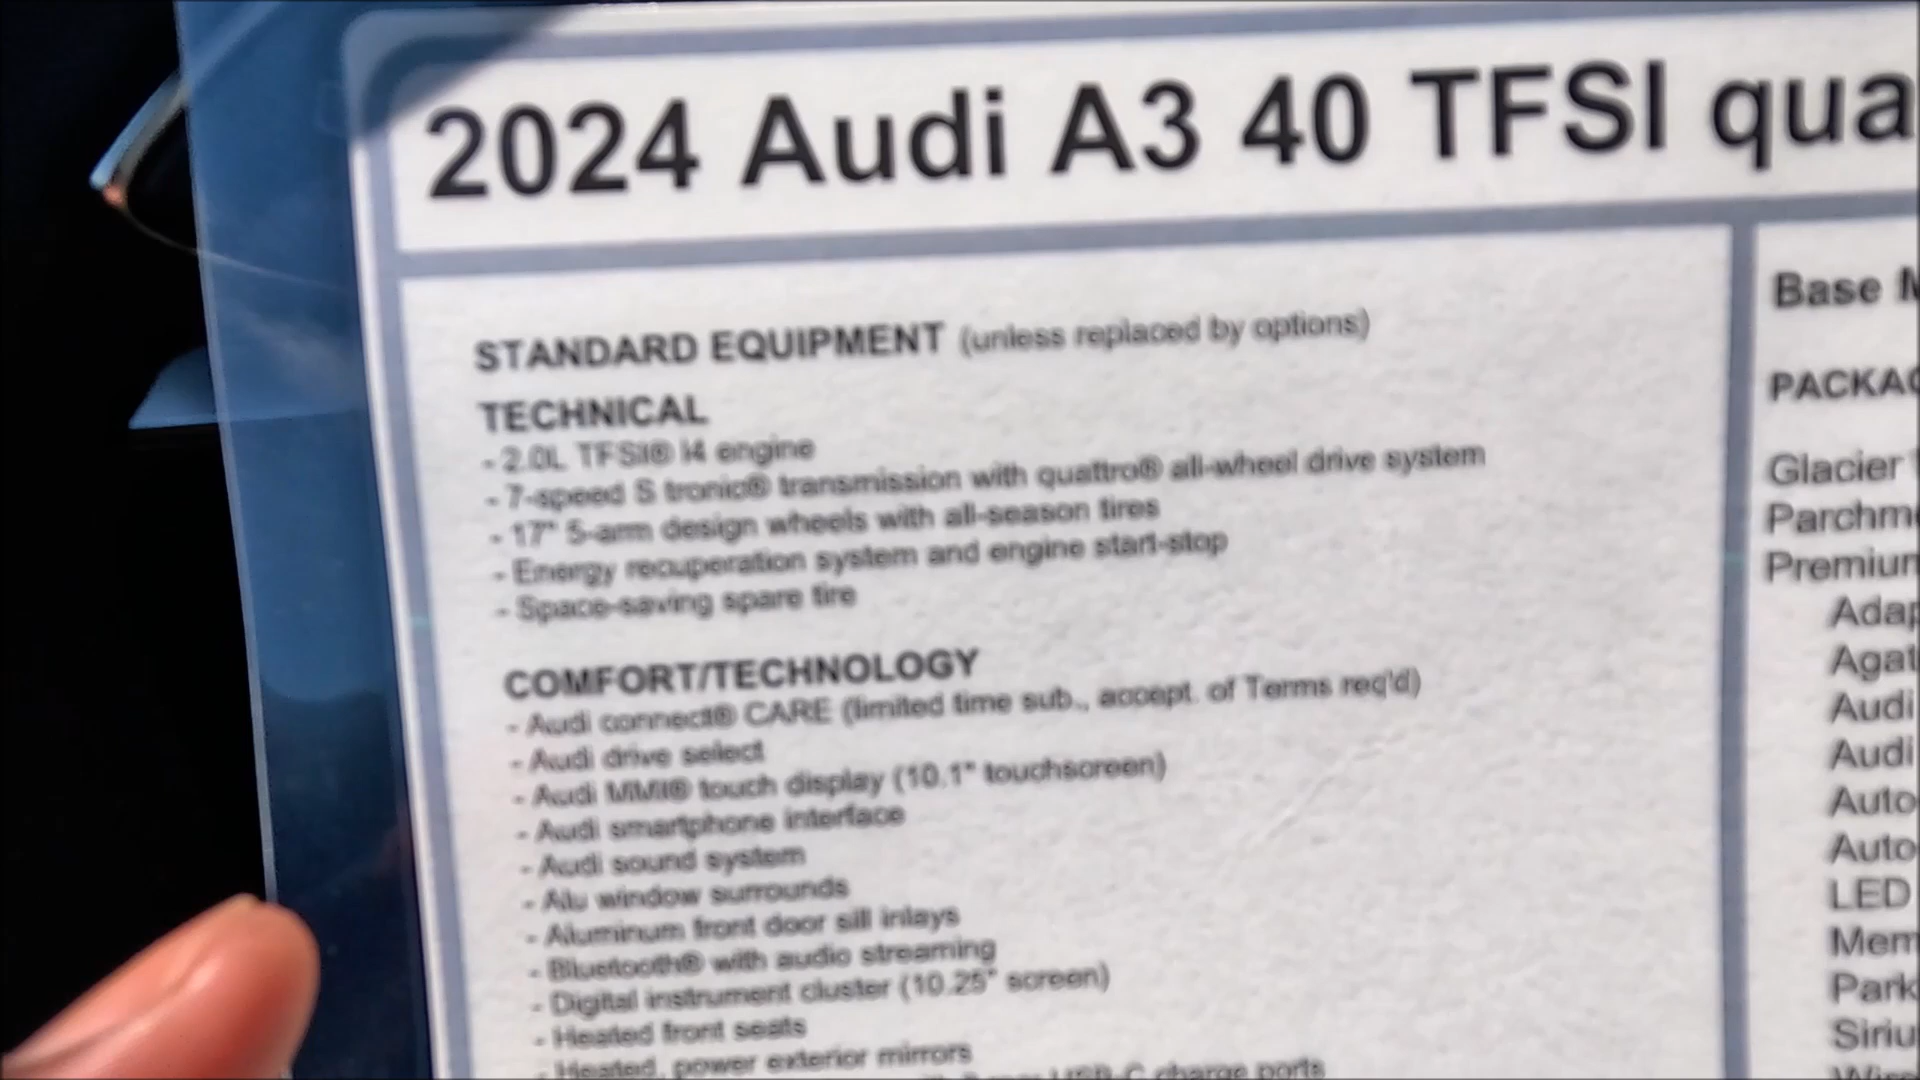 2024 Audi A3 40 TFSI qua
STANDARD EQUIPMENT (unless replaced by options)
TECHNICAL
- 2.0L TFSI® I4 engine
- 7-speed S tronic® transmission with quattro® all-wheel drive system
- 17" 5-arm design wheels with all-season tires
- Energy recuperation system and engine start-stop
- Space-saving spare tire
COMFORT/TECHNOLOGY
- Audi connect® CARE (limited time sub., accept. of Terms req'd)
- Audi drive select
- Audi MMI® touch display (10.1" touchscreen)
- Audi smartphone interface
- Audi sound system
- Alu window surrounds
- Aluminum front door sill inlays
- Bluetooth® with audio streaming
- Digital instrument cluster (10.25" screen)
- Heated front seats
- Heated, power exterior mirrors
USB-C charge ports
Base M
PACKAG
Glacier
Parchm
Premium
Adap
Agat
Audi
Audi
Auto
Auto
LED
Mem
Park
Siriu